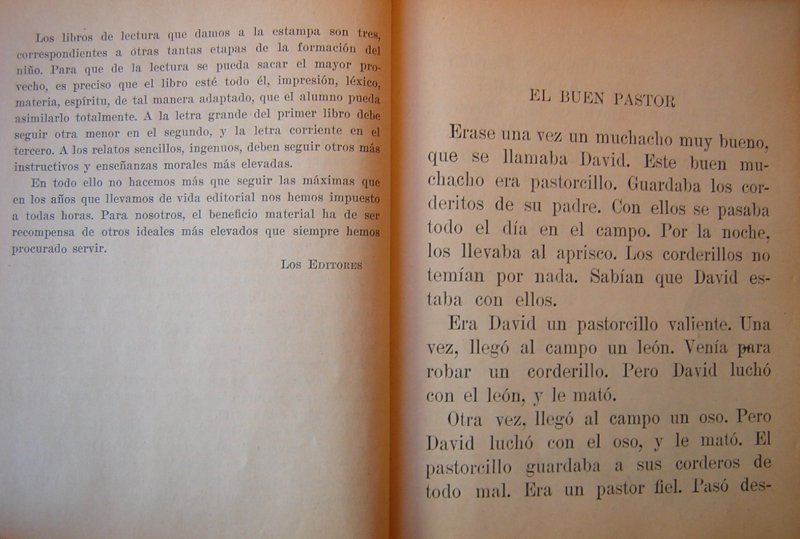 Los libros de lectura que damos a la estampa son tres,
correspondientes a otras tantas etapas de la formación del
niño. Para que de la lectura se pueda sacar el mayor pro-
vecho, es preciso que el libro esté todo él, impresión, léxico,
materia, espíritu, de tal manera adaptado, que el alumno pueda
asimilarlo totalmente. A la letra grande del primer libro debe
seguir otra menor en el segundo, y la letra corriente en el
tercero. A los relatos sencillos, ingenuos, deben seguir otros más
instructivos y enseñanzas morales más elevadas.
En todo ello no hacemos más que seguir las máximas que
en los años que llevamos de vida editorial nos hemos impuesto
a todas horas. Para nosotros, el beneficio material ha de ser
recompensa de otros ideales más elevados que siempre hemos
procurado servir.
Los Editores
EL BUEN PASTOR
Erase una vez un muchacho muy bueno,
que se llamaba David. Este buen mu-
chacho era pastorcillo. Guardaba los cor-
deritos de su padre. Con ellos se pasaba
todo el día en el campo. Por la noche,
los llevaba al aprisco. Los corderillos no
temían por nada. Sabían que David es-
taba con ellos.
Era David un pastorcillo valiente. Una
vez, llegó al campo un león. Venía para
robar un corderillo. Pero David luchó
con el león, y le mató.
Otra vez, llegó al campo un oso. Pero
David luchó con el oso, y le mató. El
pastorcillo guardaba a sus corderos de
todo mal. Era un pastor fiel. Pasó des-